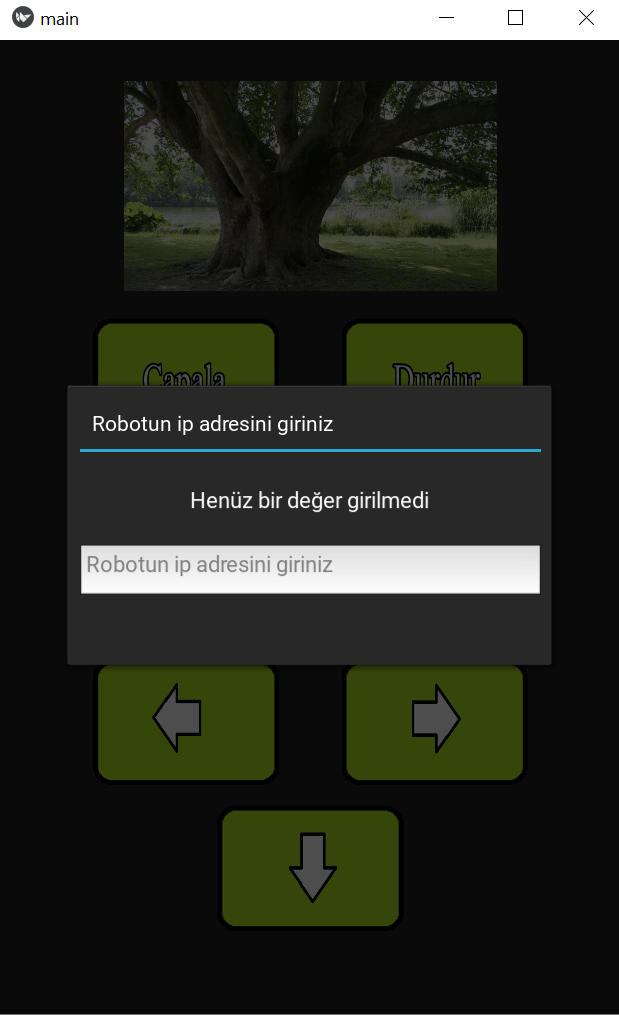 main
Çapala Durdur
Robotun ip adresini giriniz
Henüz bir değer girilmedi
Robotun ip adresini giriniz